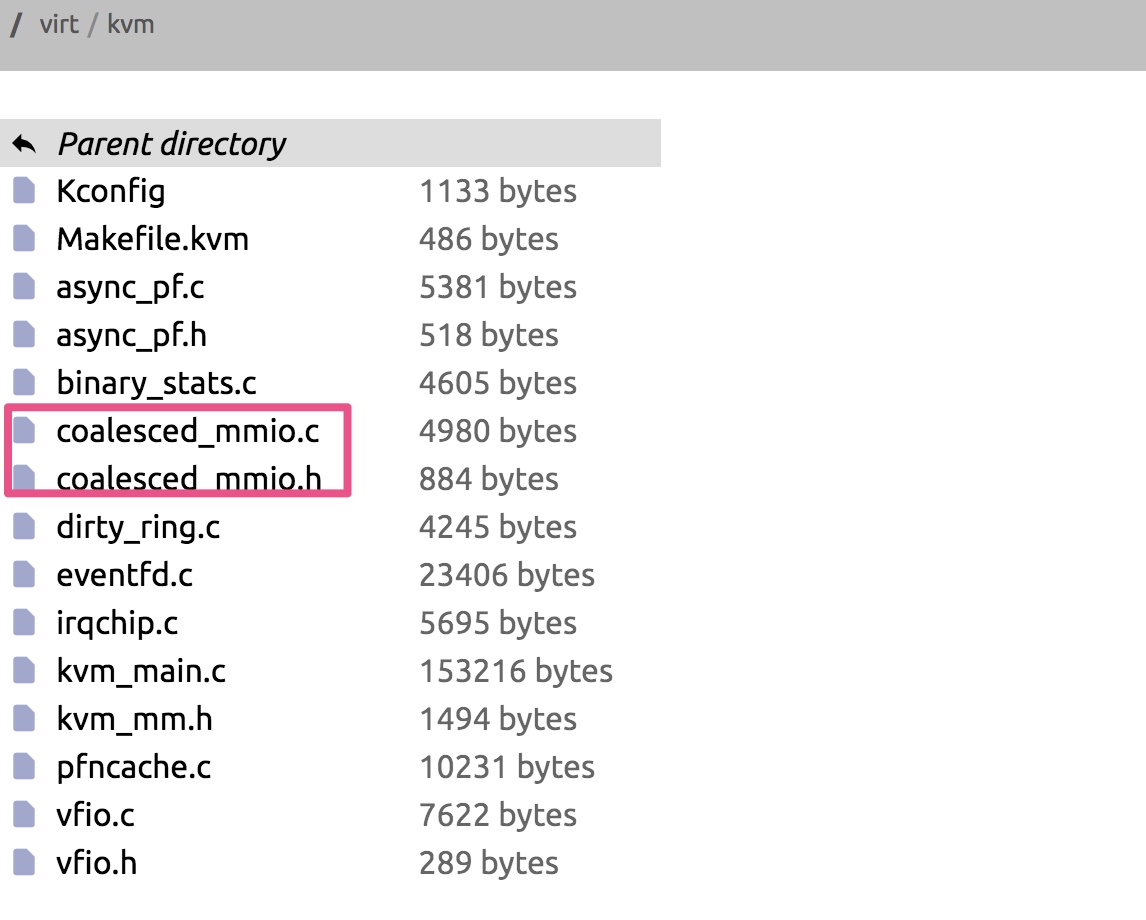 / virt / kvm
Parent directory
Kconfig 1133 bytes
Makefile.kvm 486 bytes
async_pf.c 5381 bytes
async_pf.h 518 bytes
binary_stats.c 4605 bytes
coalesced_mmio.c 4980 bytes
coalesced_mmio.h 884 bytes
dirty_ring.c 4245 bytes
eventfd.c 23406 bytes
irqchip.c 5695 bytes
kvm_main.c 153216 bytes
kvm_mm.h 1494 bytes
pfncache.c 10231 bytes
vfio.c 7622 bytes
vfio.h 289 bytes